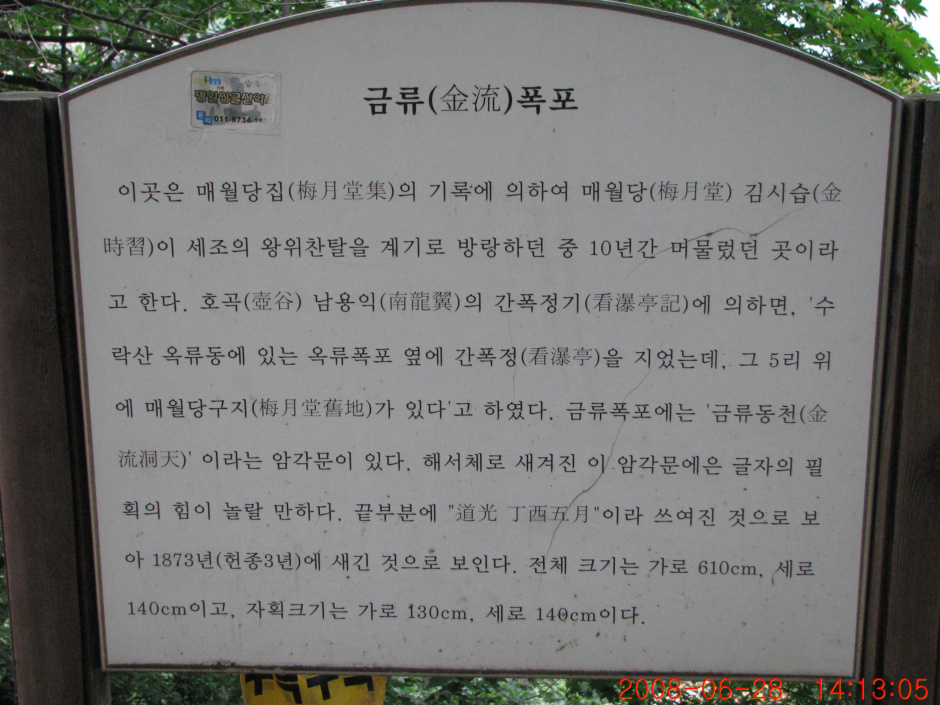 금류(金流)폭포
이곳은 매월당집(梅月堂集)의 기록에 의하여 매월당(梅月堂) 김시습(金
時習)이 세조의 왕위찬탈을 계기로 방랑하던 중 10년간 머물렀던 곳이라
고 한다. 호곡(壺谷) 남용익(南龍翼)의 간폭정기(看瀑亭記)에 의하면, '수
락산 옥류동에 있는 옥류폭포 옆에 간폭정(看瀑亭)을 지었는데, 그 5리 위
에 매월당구지(梅月堂舊地)가 있다'고 하였다. 금류폭포에는 '금류동천(金
流洞天)' 이라는 암각문이 있다. 해서체로 새겨진 이 암각문에은 글자의 필
획의 힘이 놀랄 만하다. 끝부분에 "道光 丁酉五月"이라 쓰여진 것으로 보
아 1873년(헌종3년)에 새긴 것으로 보인다. 전체 크기는 가로 610cm, 세로
140cm이고, 자획크기는 가로 130cm, 세로 140cm이다.
011-9734-
2008-06-28 14:13:05